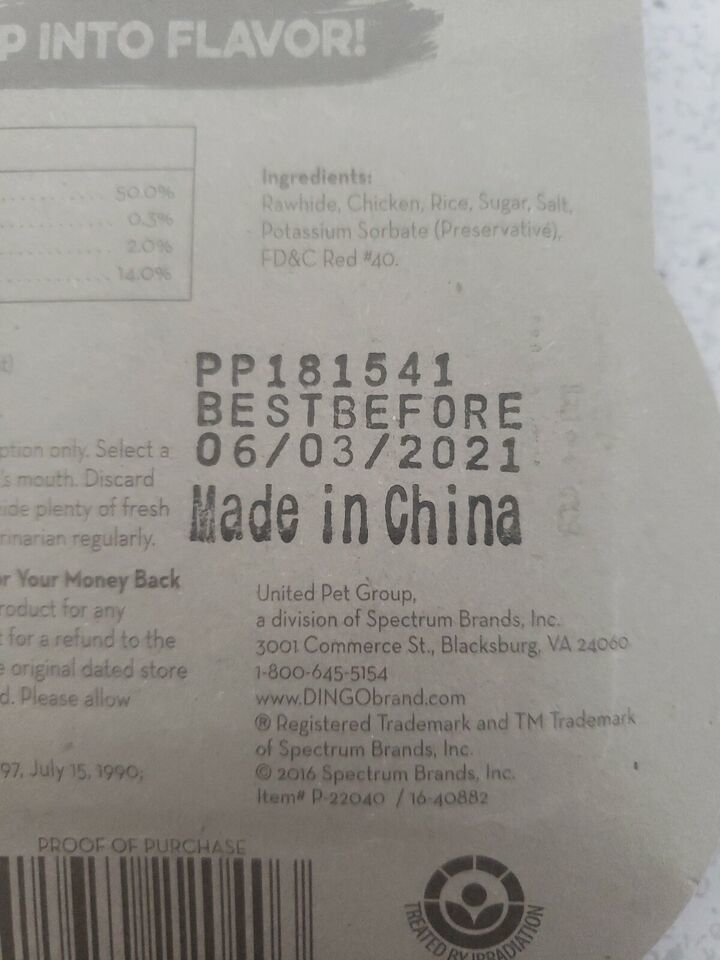 P INTO FLAVOR!
50.0%
0.3%
2.0%
14.0%
Ingredients:
Rawhide, Chicken, Rice, Sugar, Salt,
Potassium Sorbate (Preservative),
FD&C Red #40.
PP181541
BESTBEFORE
06/03/2021
Made in China
ption only. Select a
's mouth. Discard
ide plenty of fresh
rinarian regularly.
r Your Money Back
roduct for any
t for a refund to the
e original dated store
d. Please allow
97, July 15, 1990;
United Pet Group,
a division of Spectrum Brands, Inc.
3001 Commerce St., Blacksburg, VA 24060
1-800-645-5154
www.DINGObrand.com
® Registered Trademark and TM Trademark
of Spectrum Brands, Inc.
© 2016 Spectrum Brands, Inc.
Item# P-22040 / 16-40882
PROOF OF PURCHASE
TREATED BY IRRADIATION